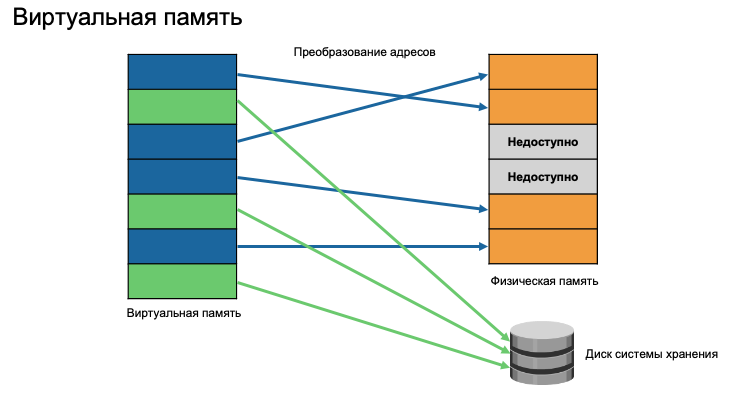 Виртуальная память
Преобразование адресов
Недоступно
Недоступно
Физическая память
Виртуальная память
Диск системы хранения